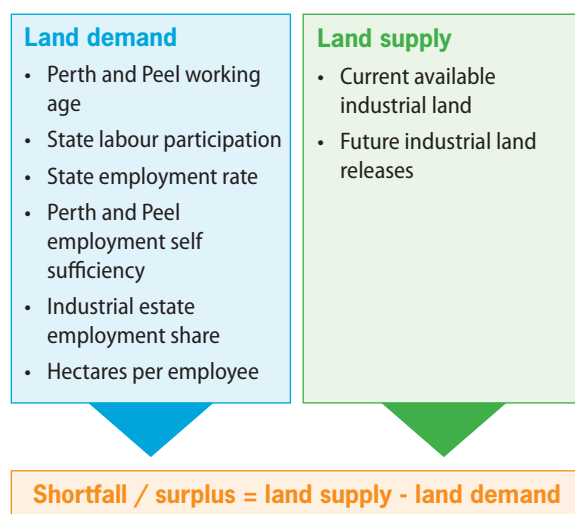 Land demand
• Perth and Peel working
age
• State labour participation
• State employment rate
• Perth and Peel
employment self
sufficiency
• Industrial estate
employment share
• Hectares per employee
Land supply
• Current available
industrial land
• Future industrial land
releases
Shortfall / surplus = land supply - land demand